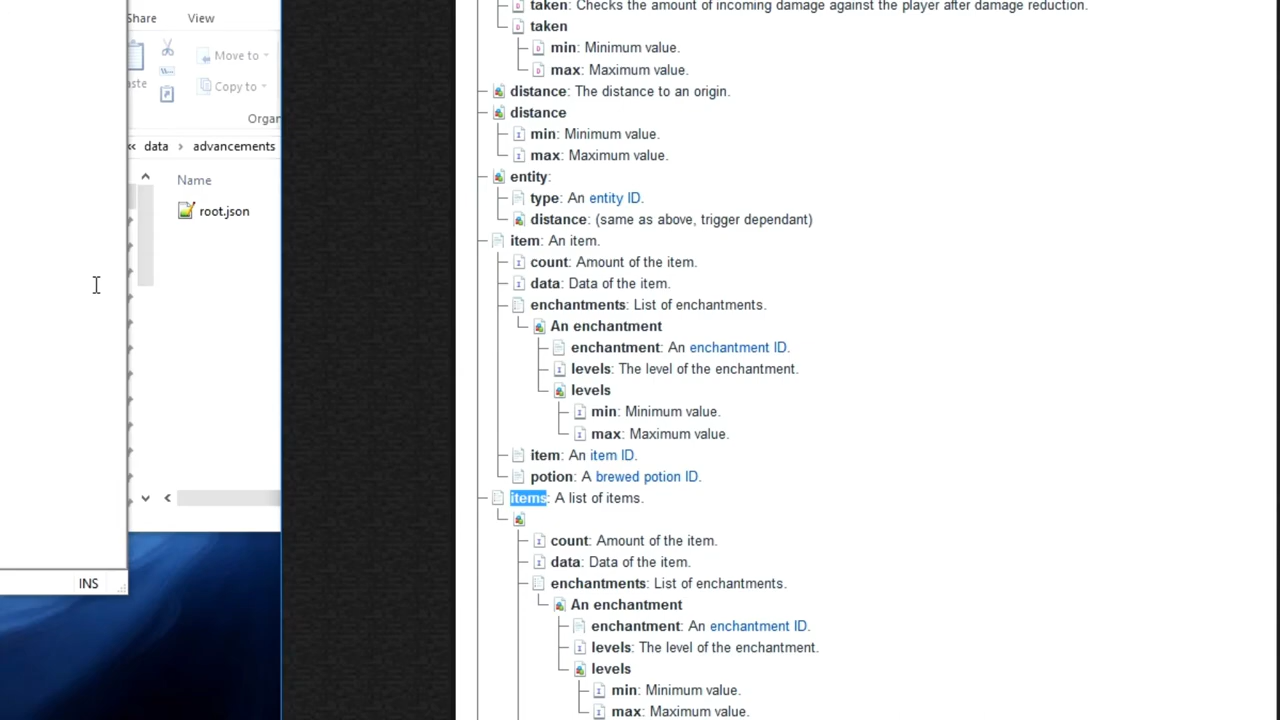 Share View
Move to
aste
Copy to
Organ
« data › advancements
Name
root.json
INS
taken: Checks the amount of incoming damage against the player after damage reduction.
taken
min: Minimum value.
max: Maximum value.
distance: The distance to an origin.
distance
min: Minimum value.
max: Maximum value.
entity:
type: An entity ID.
distance: (same as above, trigger dependant)
item: An item.
count: Amount of the item.
data: Data of the item.
enchantments: List of enchantments.
An enchantment
enchantment: An enchantment ID.
levels: The level of the enchantment.
levels
min: Minimum value.
max: Maximum value.
item: An item ID.
potion: A brewed potion ID.
items: A list of items.
count: Amount of the item.
data: Data of the item.
enchantments: List of enchantments.
An enchantment
enchantment: An enchantment ID.
levels: The level of the enchantment.
levels
min: Minimum value.
max: Maximum value.